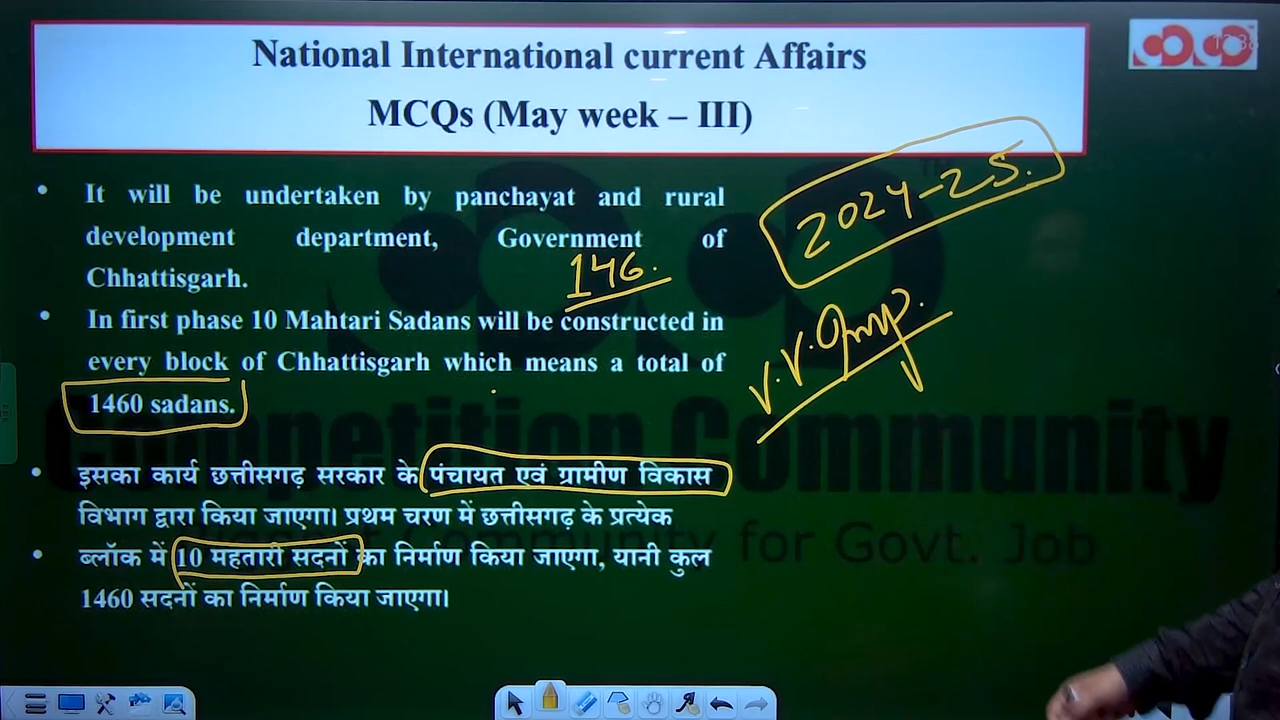 National International current Affairs
MCQs (May week – III)
2024-25.
• It will be undertaken by panchayat and rural
development department, Government of
Chhattisgarh.
146.
• In first phase 10 Mahtari Sadans will be constructed in
every block of Chhattisgarh which means a total of
1460 sadans.
V.V.Imp.
Competition Community
for Govt. Job
• इसका कार्य छत्तीसगढ़ सरकार के पंचायत एवं ग्रामीण विकास
विभाग द्वारा किया जाएगा। प्रथम चरण में छत्तीसगढ़ के प्रत्येक
• ब्लॉक में 10 महतारी सदनों का निर्माण किया जाएगा, यानी कुल
1460 सदनों का निर्माण किया जाएगा।